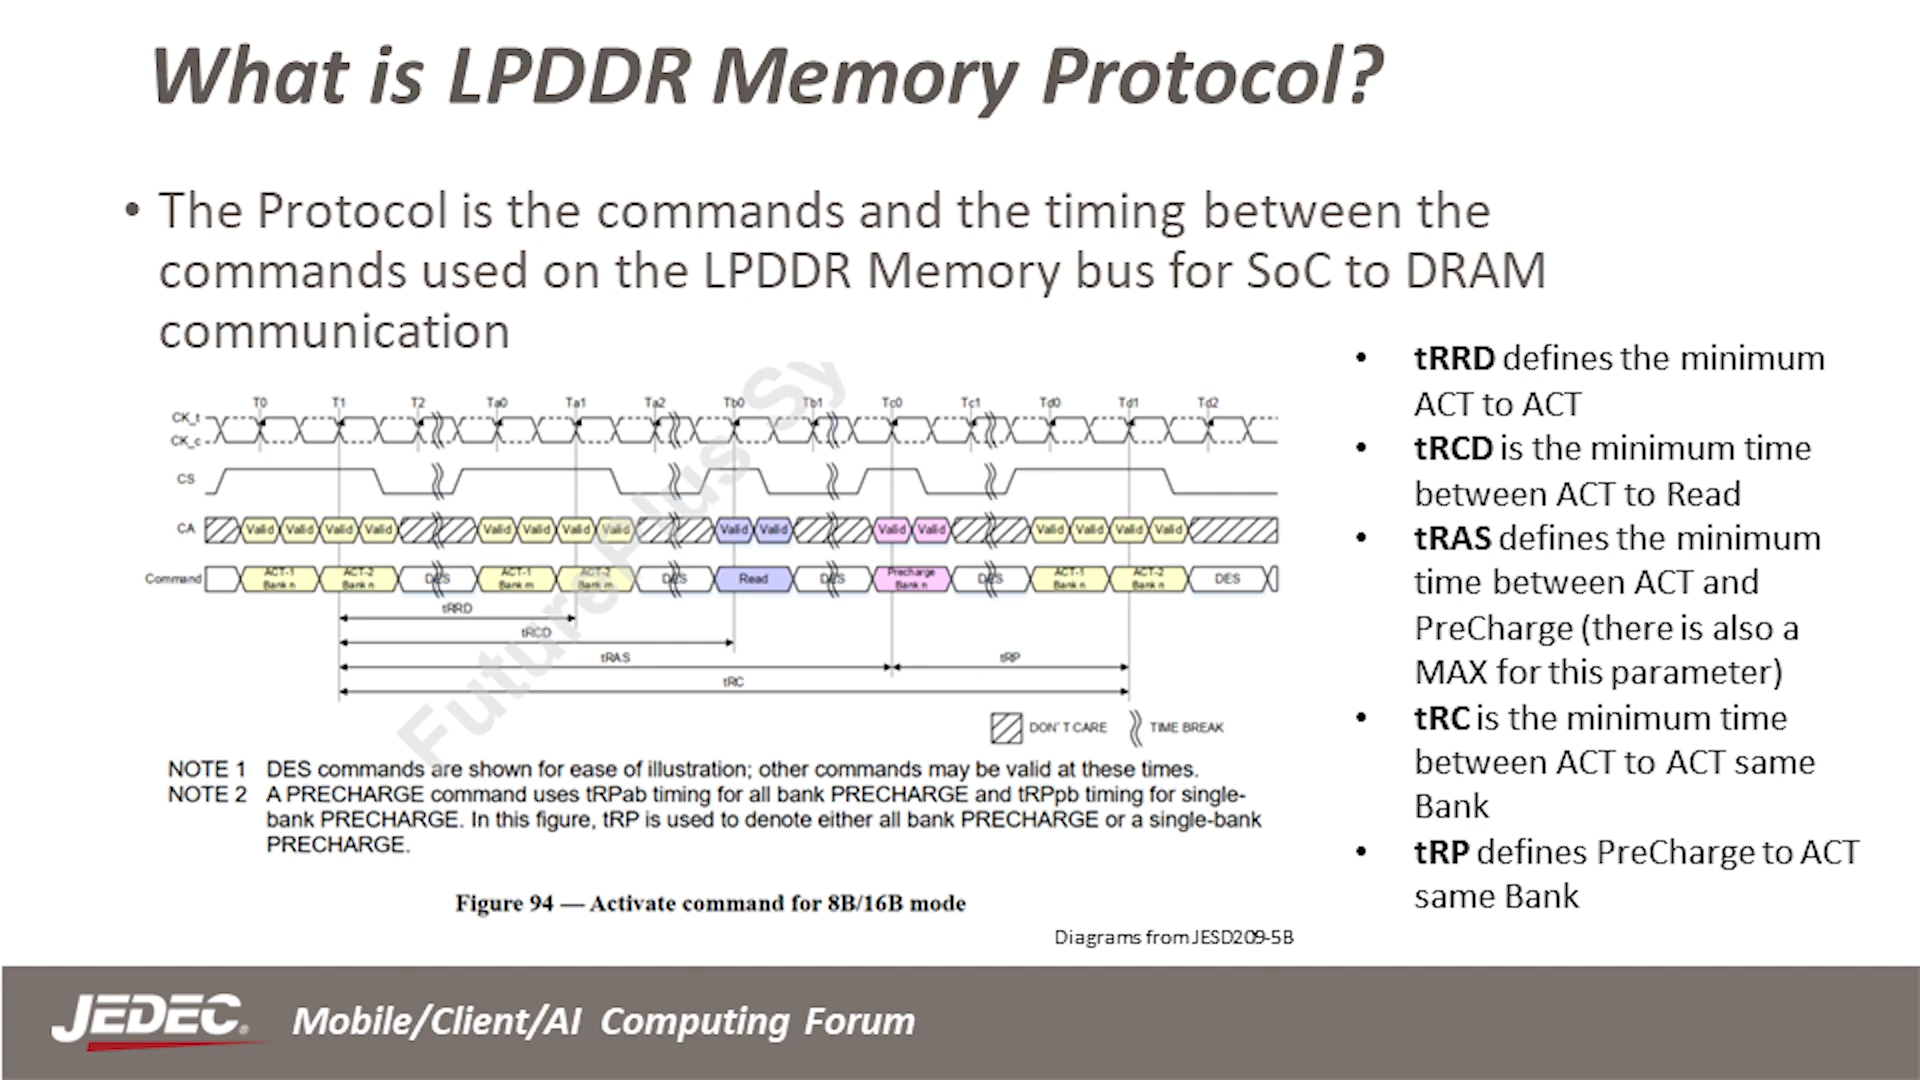 What is LPDDR Memory Protocol?
• The Protocol is the commands and the timing between the
commands used on the LPDDR Memory bus for SoC to DRAM
communication
T0 T1 T2 Ta0 Ta1 Ta2 Tb0 Tb1 Tc0 Tc1 Td0 Td1 Td2
CK_t
CK_c
CS
CA Valid Valid Valid Valid Valid Valid Valid Valid Valid Valid Valid Valid Valid Valid Valid Valid
Command ACT-1 Bank n ACT-2 Bank n DES ACT-1 Bank m ACT-2 Bank m DES Read DES Precharge Bank n DES ACT-1 Bank n ACT-2 Bank n DES
tRRD
tRCD
tRAS tRP
tRC
DON'T CARE TIME BREAK
FuturePlus Sy
NOTE 1 DES commands are shown for ease of illustration; other commands may be valid at these times.
NOTE 2 A PRECHARGE command uses tRPab timing for all bank PRECHARGE and tRPpb timing for single-
bank PRECHARGE. In this figure, tRP is used to denote either all bank PRECHARGE or a single-bank
PRECHARGE.
Figure 94 — Activate command for 8B/16B mode
Diagrams from JESD209-5B
• tRRD defines the minimum
ACT to ACT
• tRCD is the minimum time
between ACT to Read
• tRAS defines the minimum
time between ACT and
PreCharge (there is also a
MAX for this parameter)
• tRC is the minimum time
between ACT to ACT same
Bank
• tRP defines PreCharge to ACT
same Bank
JEDEC® Mobile/Client/AI Computing Forum